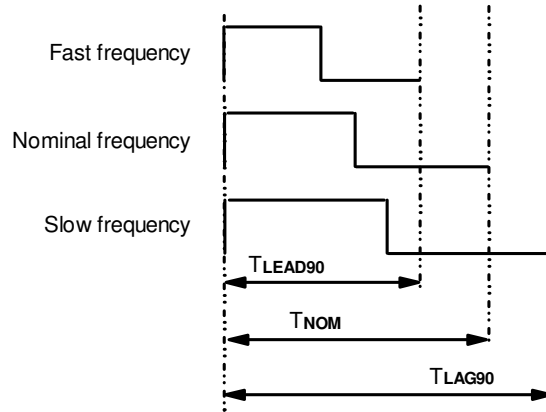 Fast frequency
Nominal frequency
Slow frequency
TLEAD90
TNOM
TLAG90